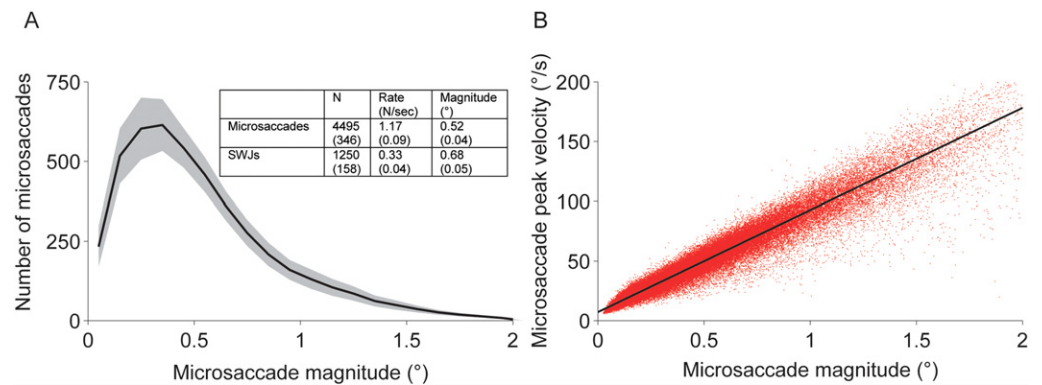 A
Number of microsaccades
750
500
250
0
0 0.5 1 1.5 2
Microsaccade magnitude (°)
N Rate (N/sec) Magnitude (°)
Microsaccades 4495 (346) 1.17 (0.09) 0.52 (0.04)
SWJs 1250 (158) 0.33 (0.04) 0.68 (0.05)
B
Microsaccade peak velocity (°/s)
200
150
100
50
0
0 0.5 1 1.5 2
Microsaccade magnitude (°)